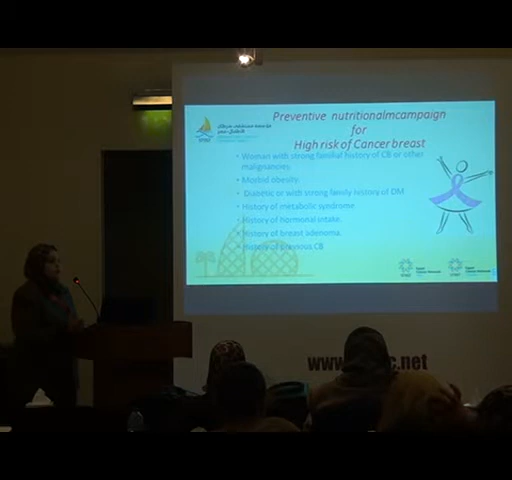 Preventive nutritionalmcampaign
for
High risk of Cancer breast
• Woman with strong familial history of CB or other
malignancies.
• Morbid obesity.
• Diabetic or with strong family history of DM
• History of metabolic syndrome
• History of hormonal intake.
• History of breast adenoma.
• History of previous CB
.net